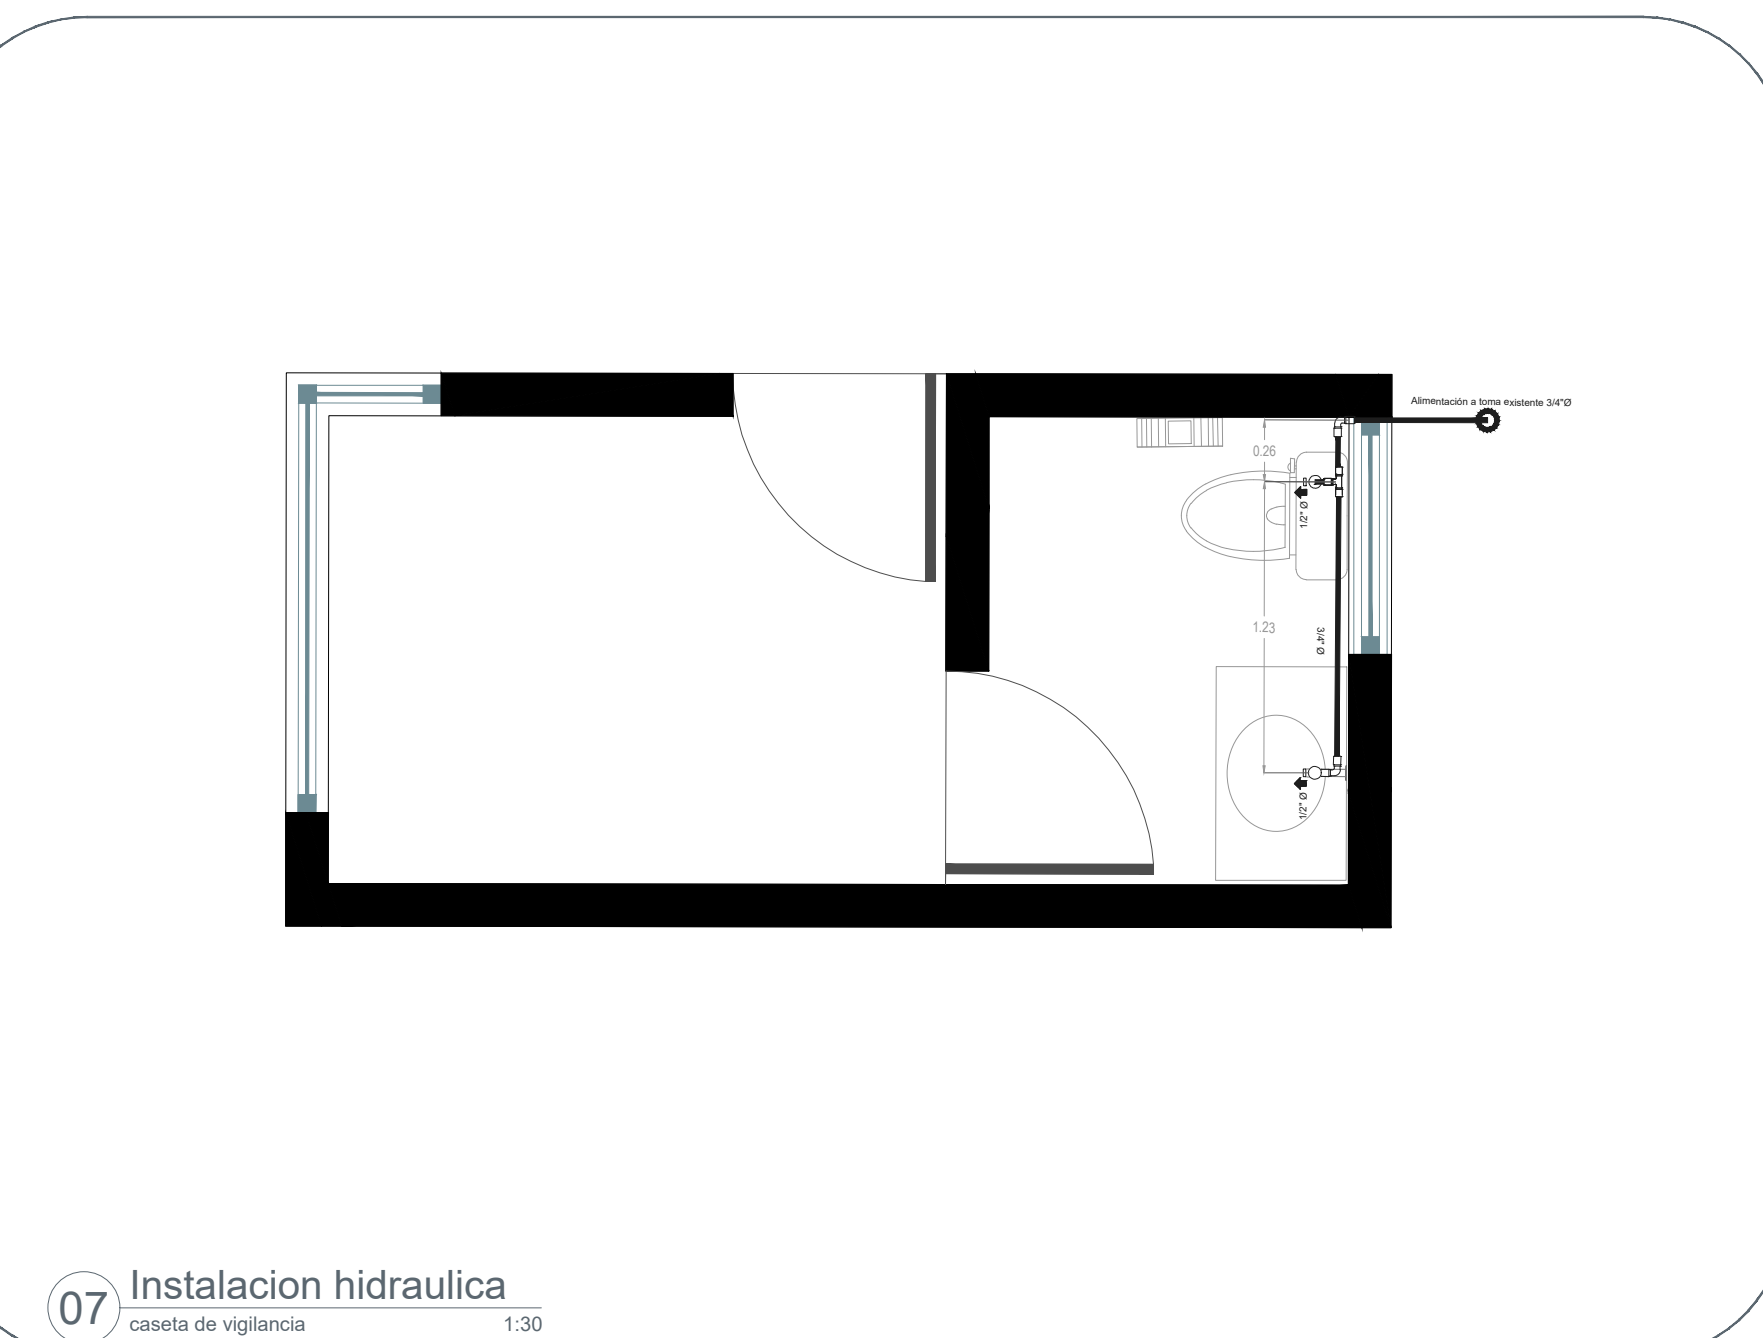 Alimentación a toma existente 3/4"Ø
0.26
1/2" Ø
1.23
3/4" Ø
1/2" Ø
07
Instalacion hidraulica
caseta de vigilancia 1:30